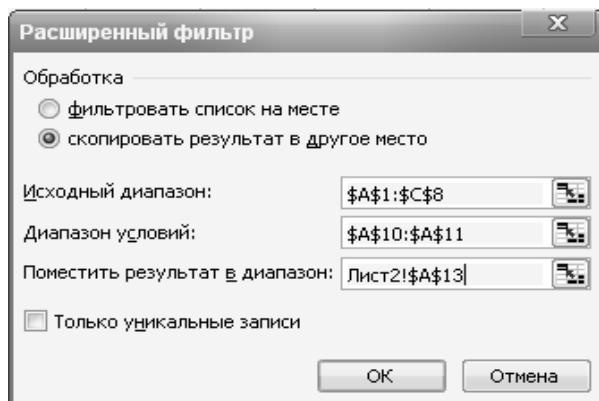 Расширенный фильтр
Обработка
фильтровать список на месте
скопировать результат в другое место
Исходный диапазон: $A$1:$C$8
Диапазон условий: $A$10:$A$11
Поместить результат в диапазон: Лист2!$A$13
Только уникальные записи
ОК Отмена